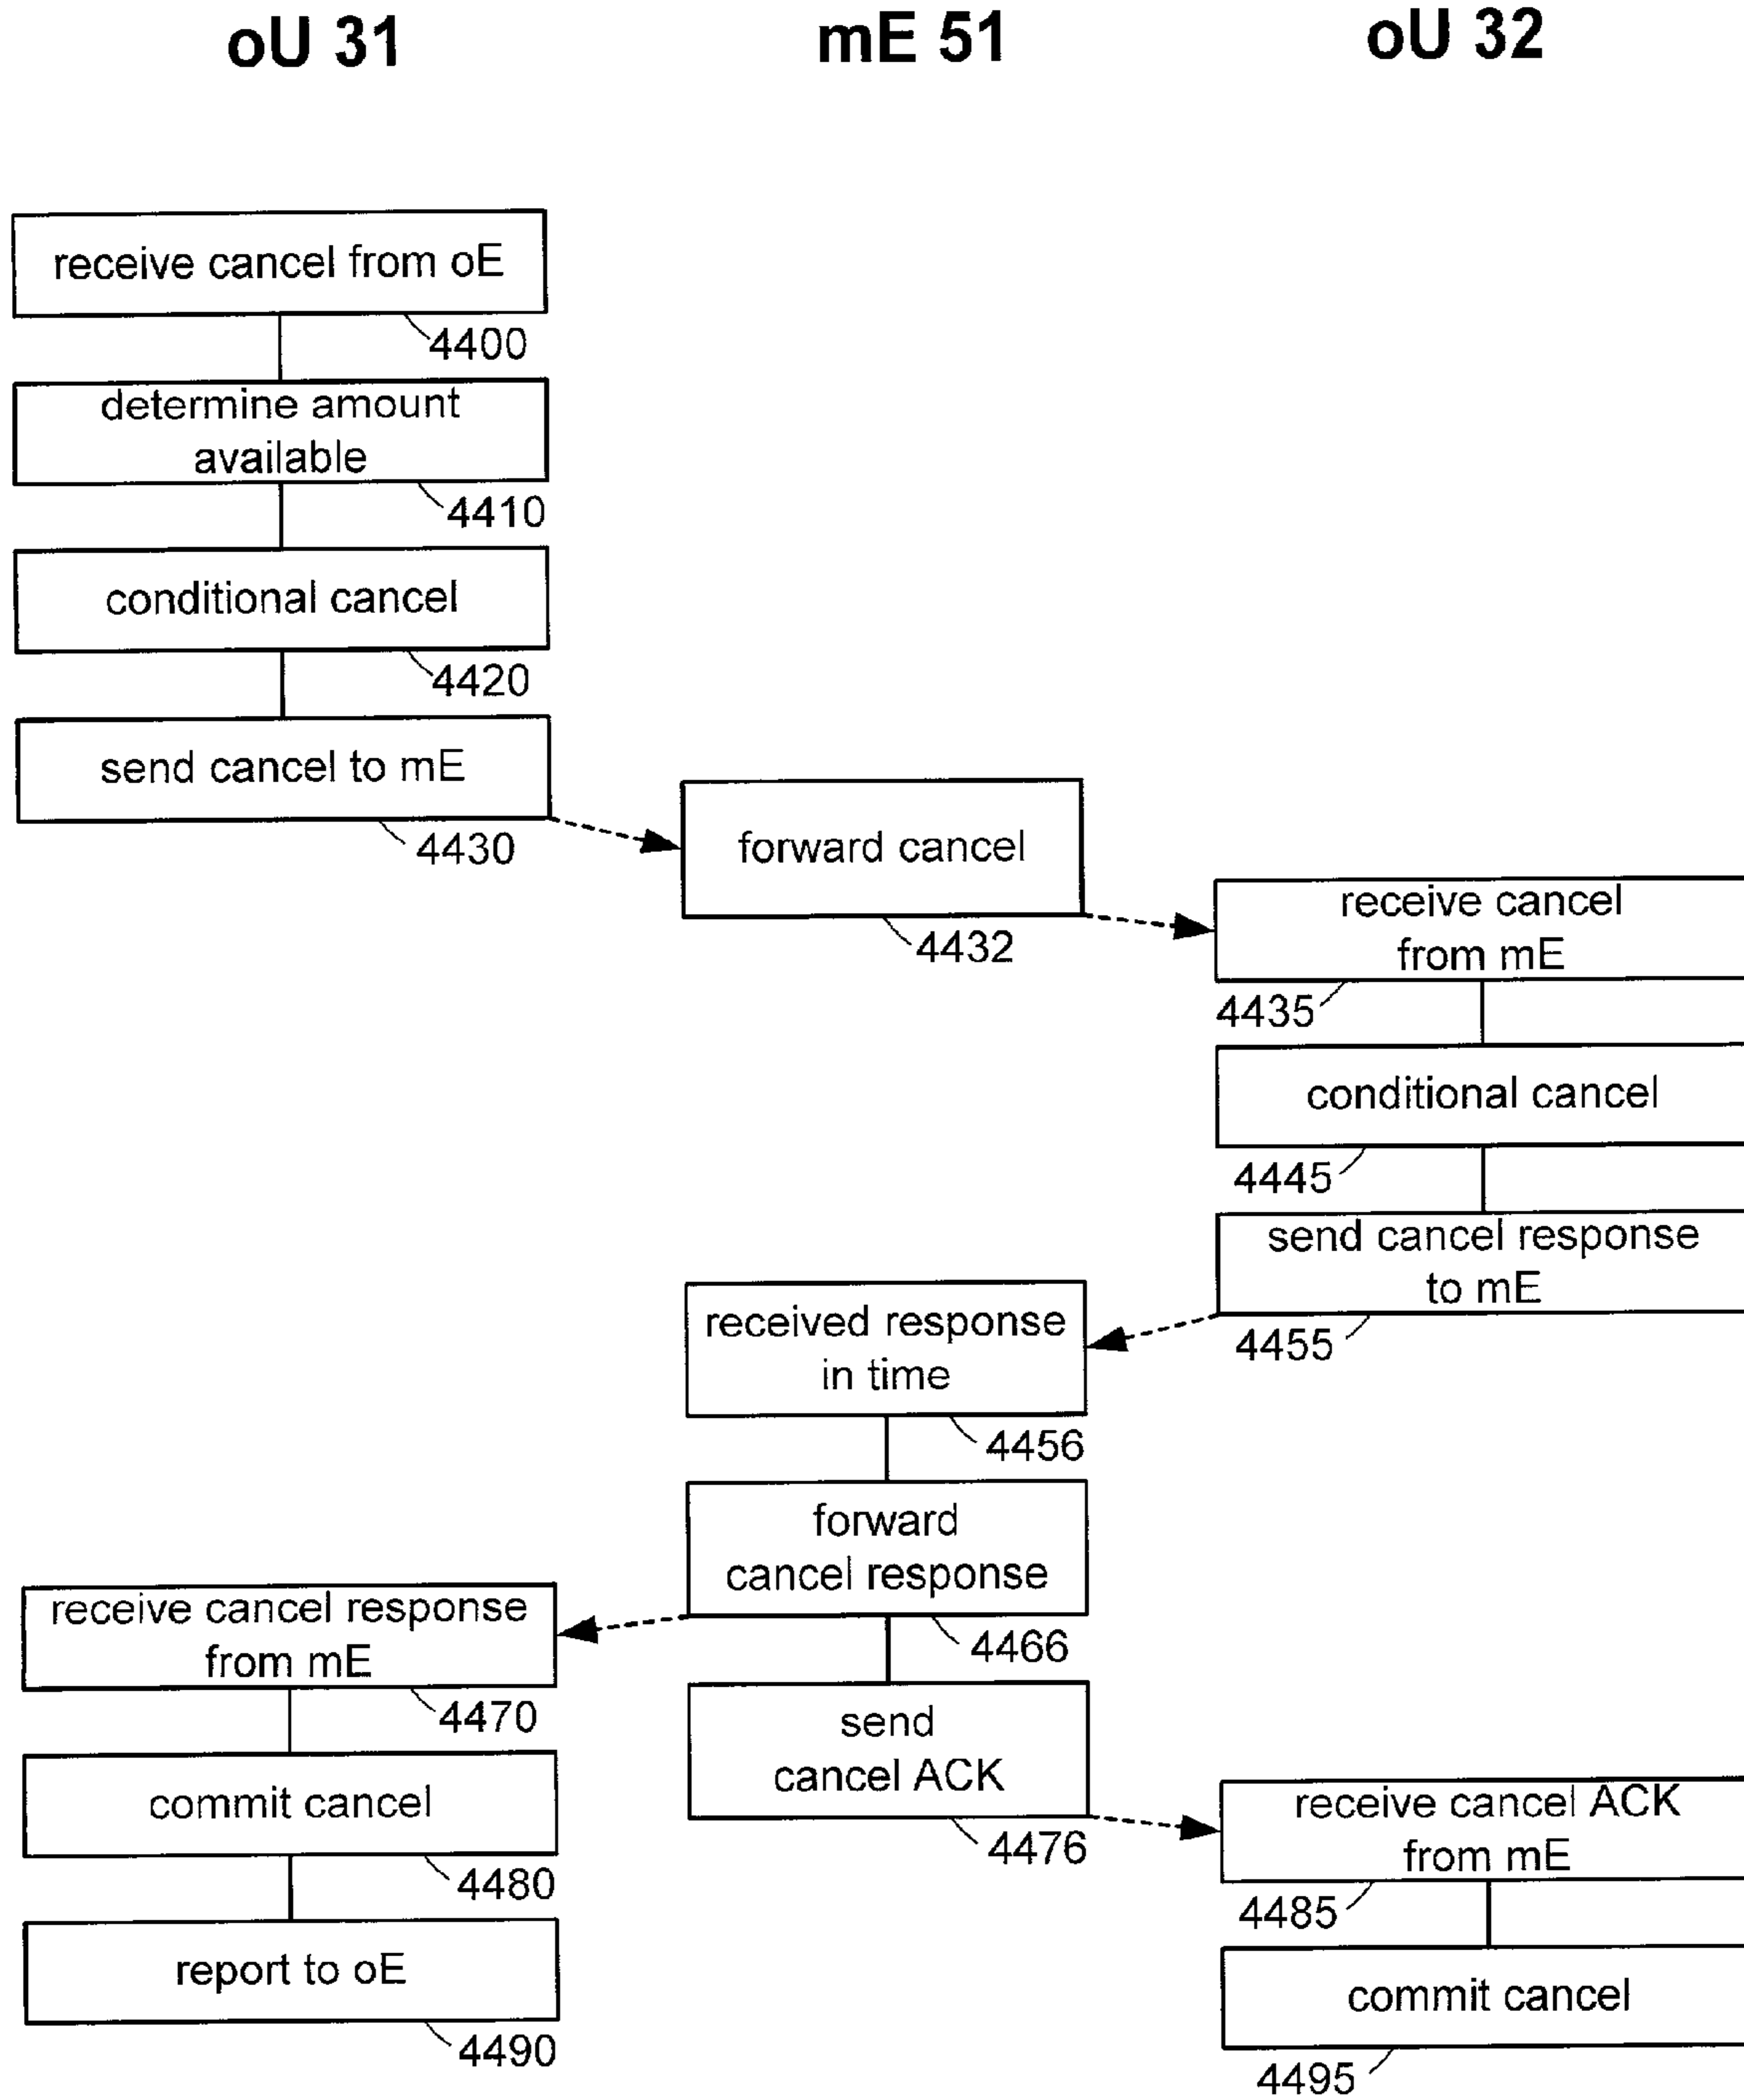 oU 31
mE 51
oU 32
receive cancel from oE
4400
determine amount
available
4410
conditional cancel
4420
send cancel to mE
4430
forward cancel
4432
receive cancel
from mE
4435
conditional cancel
4445
send cancel response
to mE
4455
received response
in time
4456
forward
cancel response
4466
receive cancel response
from mE
4470
send
cancel ACK
4476
commit cancel
4480
receive cancel ACK
from mE
4485
report to oE
4490
commit cancel
4495